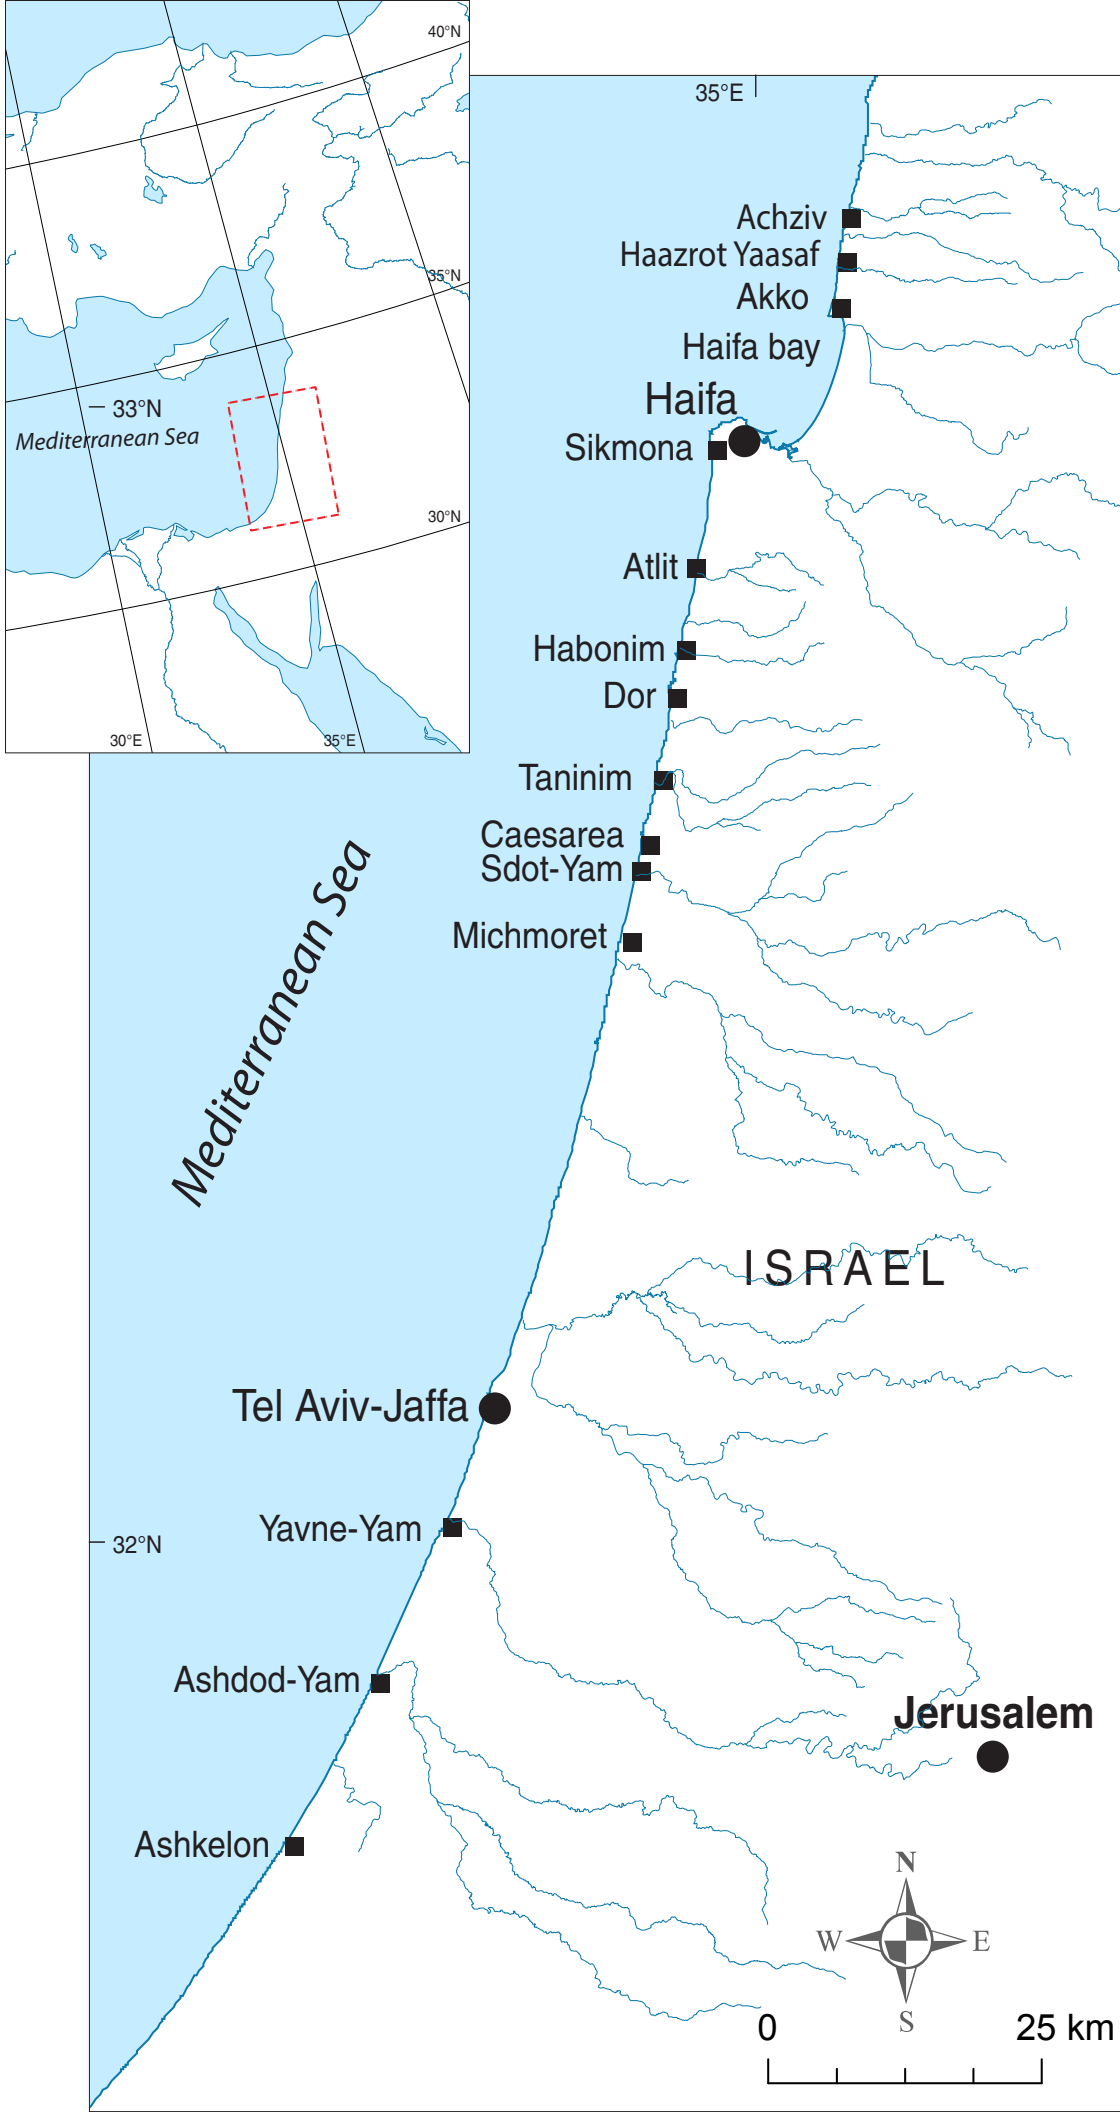 40°N
35°E
Achziv
Haazrot Yaasaf
35°N
Akko
Haifa bay
Haifa
33°N
Mediterranean Sea
Sikmona
30°N
Atlit
Habonim
Dor
30°E
35°E
Taninim
Caesarea
Sdot-Yam
Michmoret
Mediterranean Sea
ISRAEL
Tel Aviv-Jaffa
Yavne-Yam
32°N
Ashdod-Yam
Jerusalem
Ashkelon
N
W
E
S
0
25 km